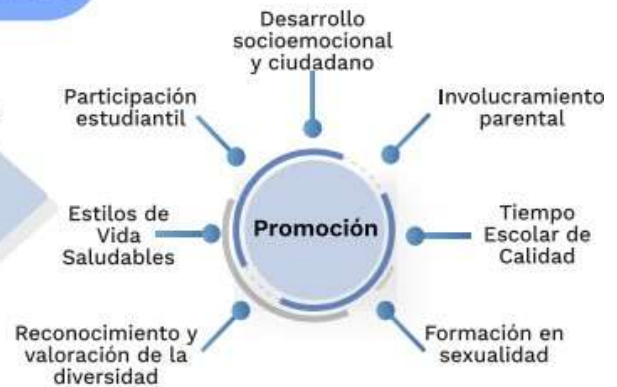 Desarrollo
socioemocional
y ciudadano
Participación
estudiantil
Involucramiento
parental
Estilos de
Vida
Saludables
Promoción
Tiempo
Escolar de
Calidad
Reconocimiento y
valoración de la
diversidad
Formación en
sexualidad